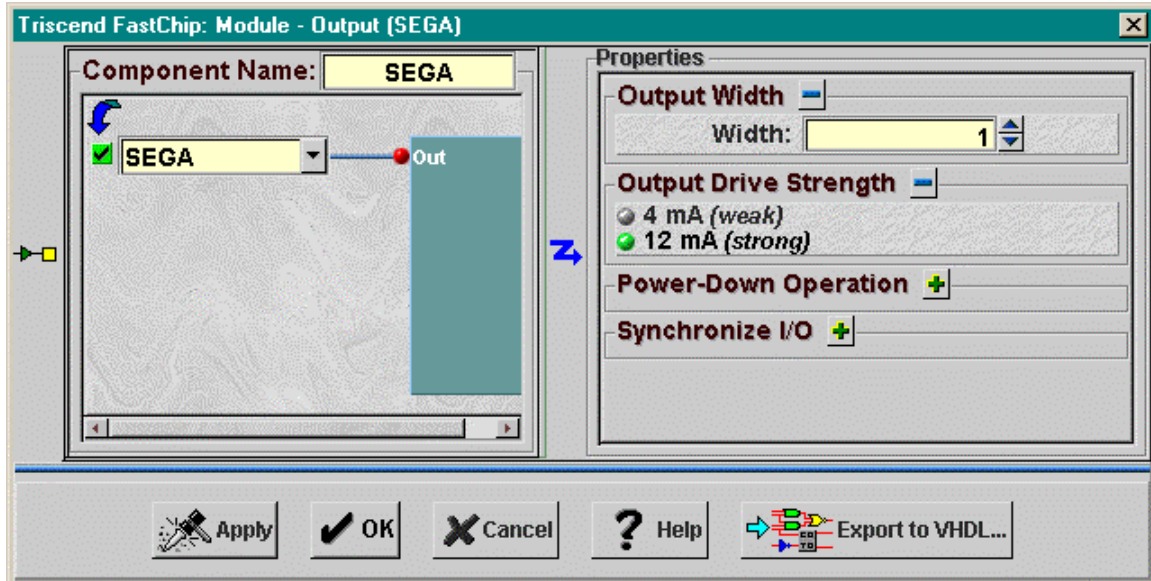 Triscend FastChip: Module - Output (SEGA)
Component Name: SEGA
SEGA
Out
Properties
Output Width
Width: 1
Output Drive Strength
4 mA (weak)
12 mA (strong)
Power-Down Operation
Synchronize I/O
Apply OK Cancel Help Export to VHDL...